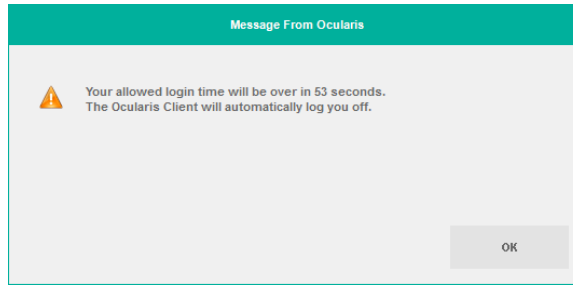 Message From Ocularis
Your allowed login time will be over in 53 seconds.
The Ocularis Client will automatically log you off.
OK